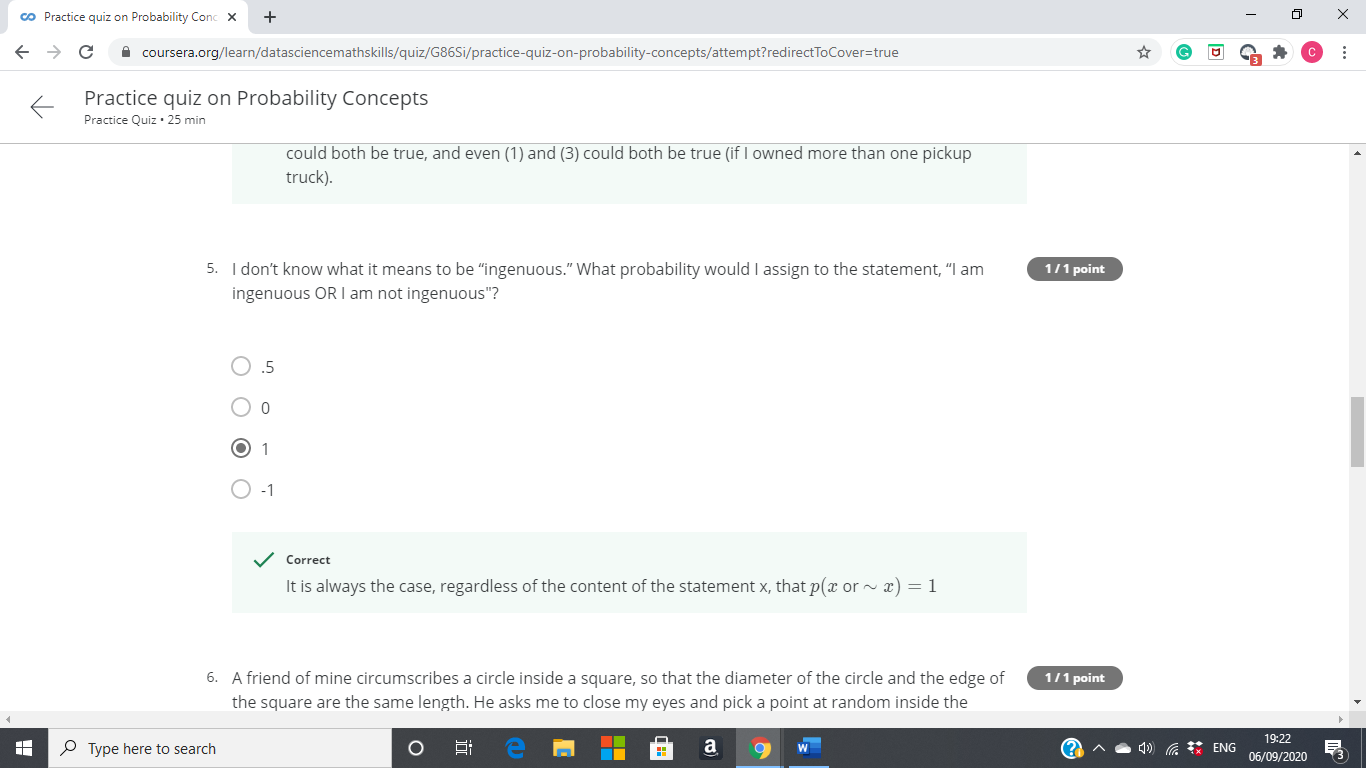 Practice quiz on Probability Conc
coursera.org/learn/datasciencemathskills/quiz/G86Si/practice-quiz-on-probability-concepts/attempt?redirectToCover=true
G
3
C
Practice quiz on Probability Concepts
Practice Quiz • 25 min
could both be true, and even (1) and (3) could both be true (if I owned more than one pickup
truck).
5. I don’t know what it means to be “ingenuous.” What probability would I assign to the statement, “I am
ingenuous OR I am not ingenuous"?
1 / 1 point
.5
0
1
-1
Correct
It is always the case, regardless of the content of the statement x, that p(x or ∼ x) = 1
6. A friend of mine circumscribes a circle inside a square, so that the diameter of the circle and the edge of
the square are the same length. He asks me to close my eyes and pick a point at random inside the
1 / 1 point
Type here to search
ENG
19:22
06/09/2020
3